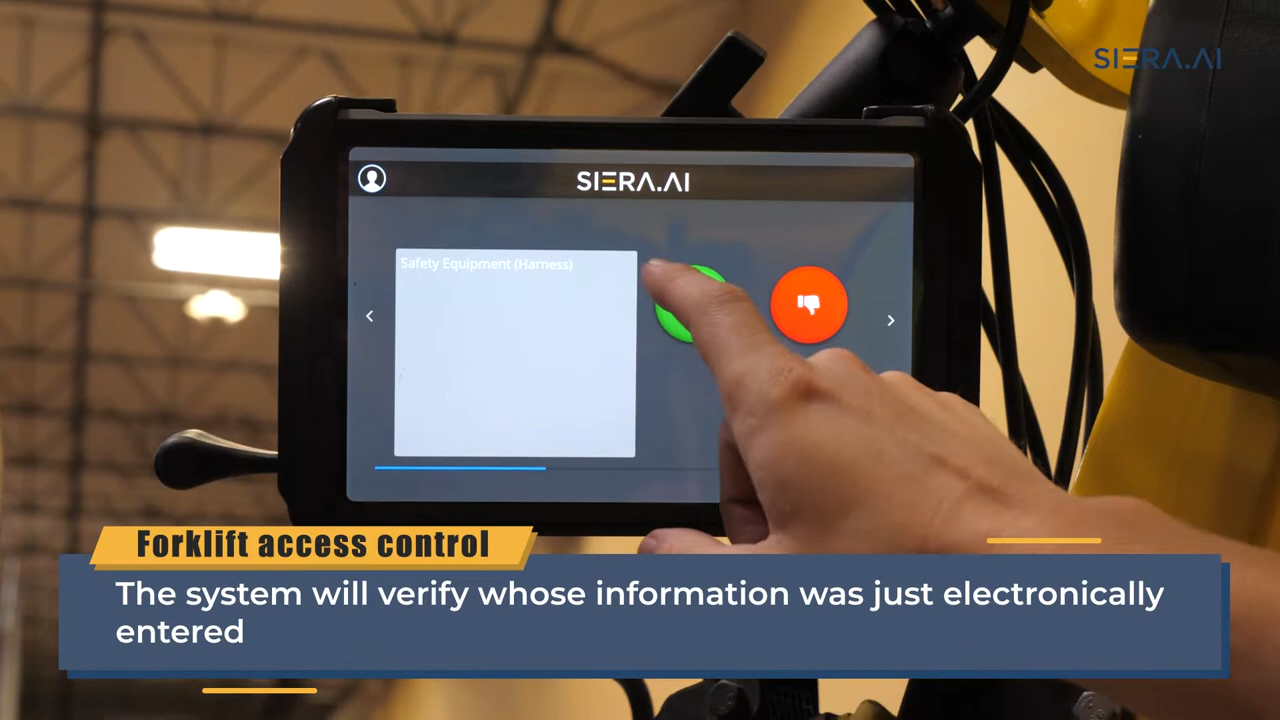 SIERA.AI
SIERA.AI
Safety Equipment (Harness)
Forklift access control
The system will verify whose information was just electronically
entered